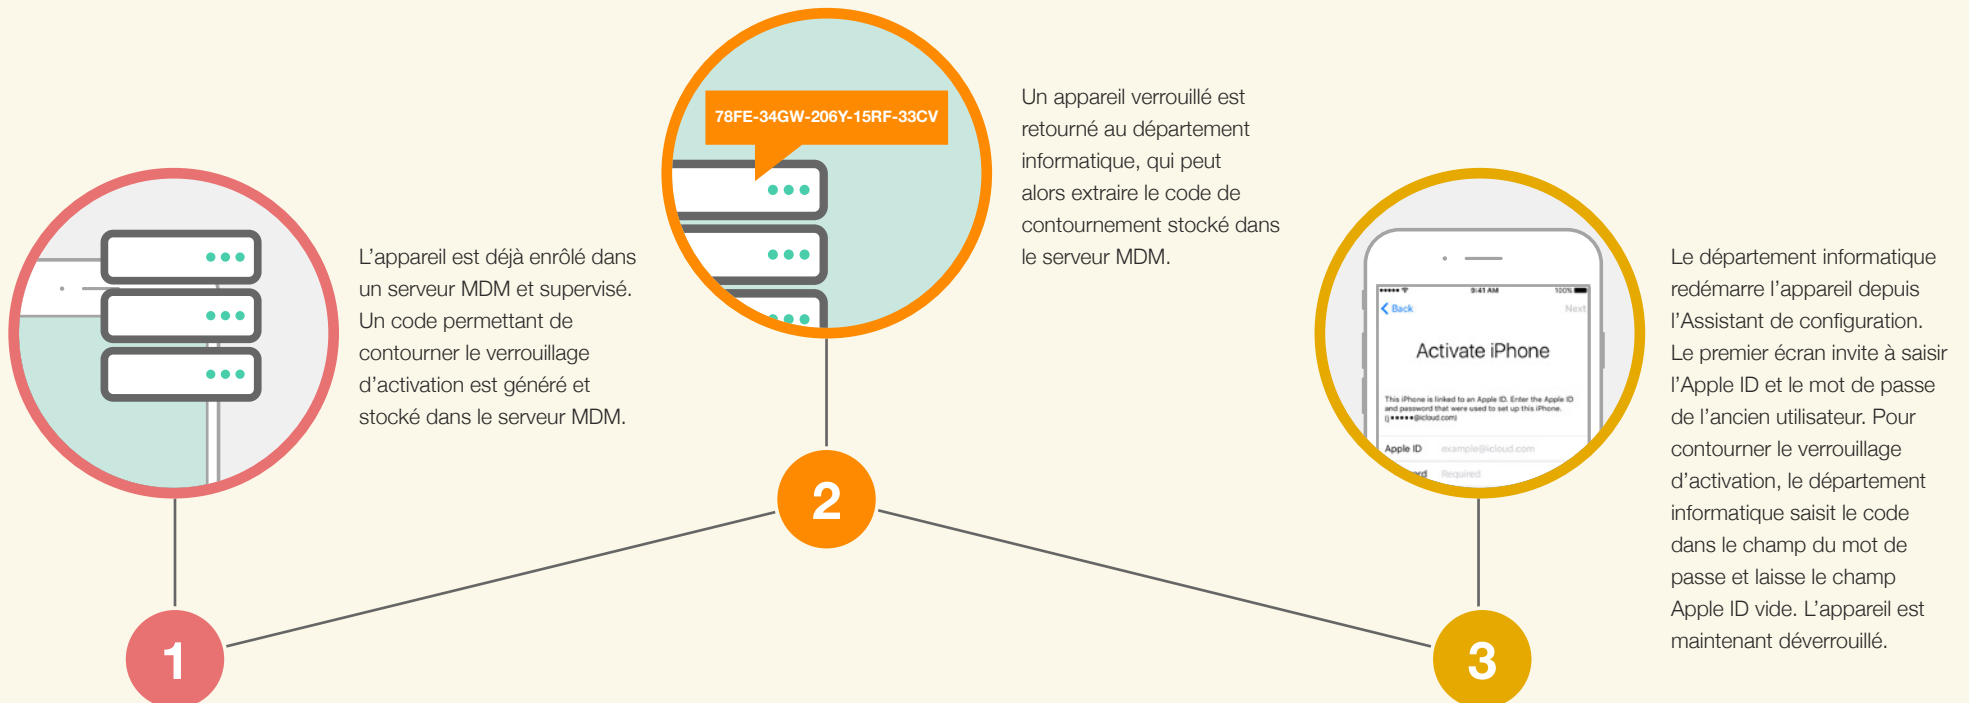 L’appareil est déjà enrôlé dans
un serveur MDM et supervisé.
Un code permettant de
contourner le verrouillage
d’activation est généré et
stocké dans le serveur MDM.
1
78FE-34GW-206Y-15RF-33CV
Un appareil verrouillé est
retourné au département
informatique, qui peut
alors extraire le code de
contournement stocké dans
le serveur MDM.
2
9:41 AM 100%
Back Next
Activate iPhone
This iPhone is linked to an Apple ID. Enter the Apple ID
and password that were used to set up this iPhone.
(j•••••@icloud.com)
Apple ID example@icloud.com
Required
Le département informatique
redémarre l’appareil depuis
l’Assistant de configuration.
Le premier écran invite à saisir
l’Apple ID et le mot de passe
de l’ancien utilisateur. Pour
contourner le verrouillage
d’activation, le département
informatique saisit le code
dans le champ du mot de
passe et laisse le champ
Apple ID vide. L’appareil est
maintenant déverrouillé.
3